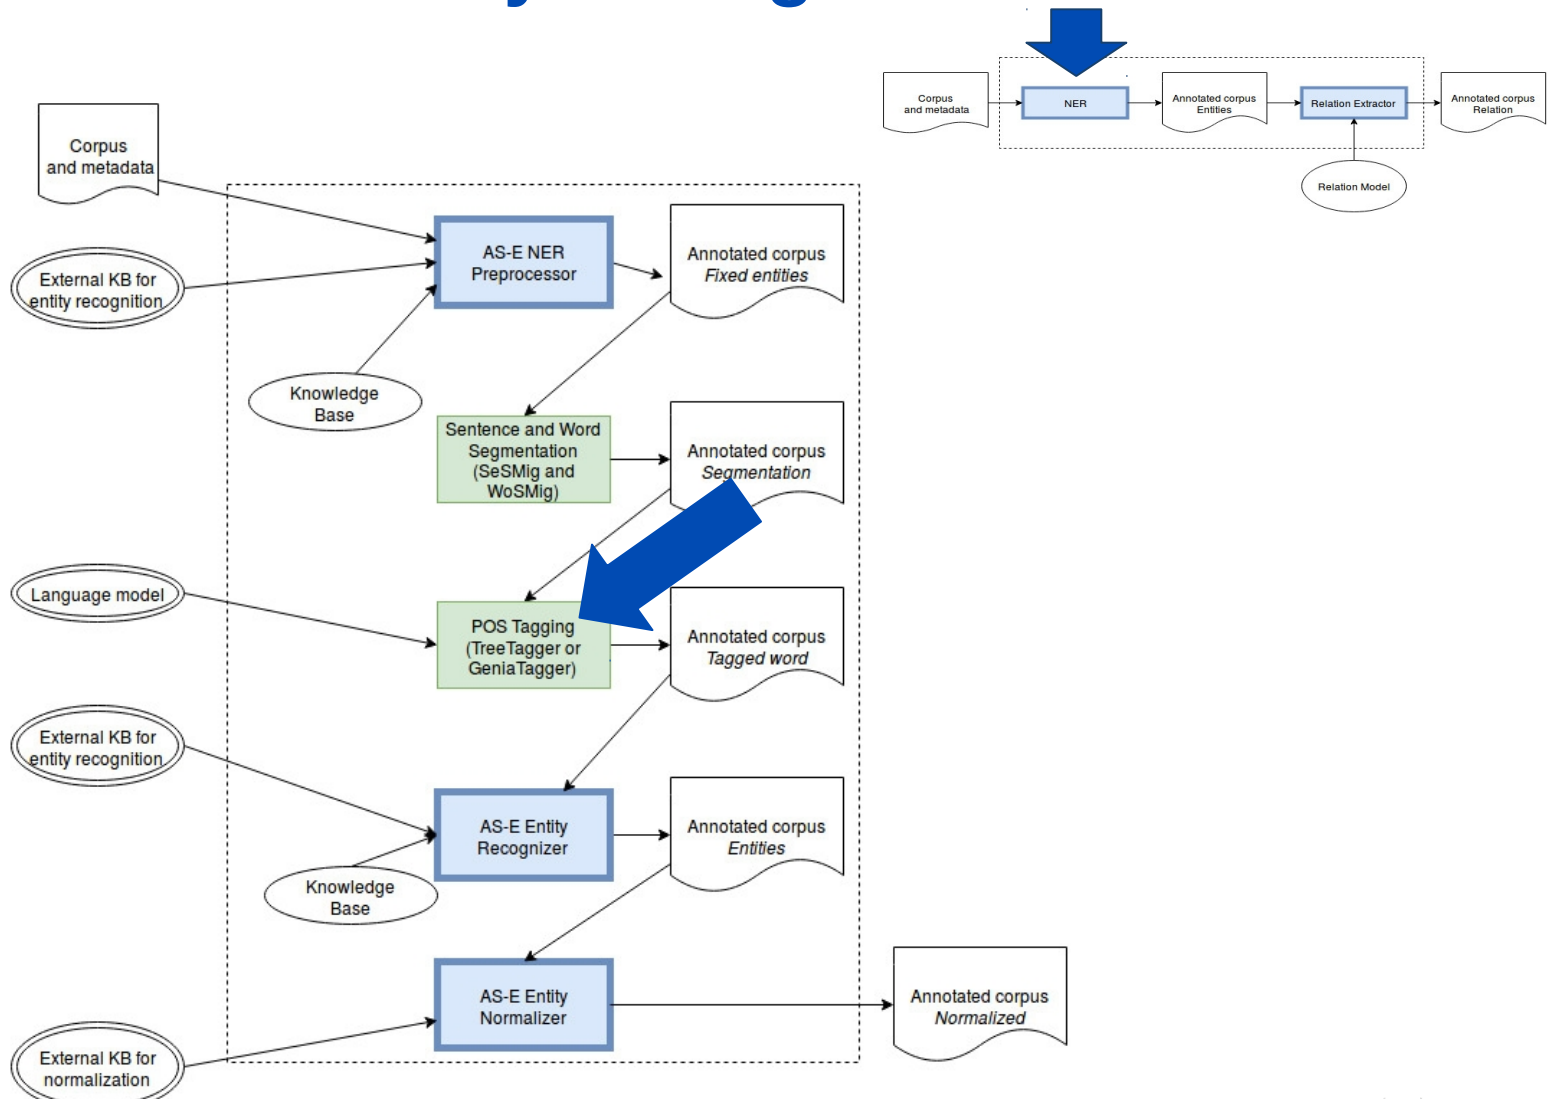 Corpus
and metadata
NER
Annotated corpus
Entities
Relation Extractor
Annotated corpus
Relation
Relation Model
Corpus
and metadata
External KB for
entity recognition
Knowledge
Base
AS-E NER
Preprocessor
Annotated corpus
Fixed entities
Sentence and Word
Segmentation
(SeSMig and
WoSMig)
Annotated corpus
Segmentation
Language model
POS Tagging
(TreeTagger or
GeniaTagger)
Annotated corpus
Tagged word
External KB for
entity recognition
Knowledge
Base
AS-E Entity
Recognizer
Annotated corpus
Entities
AS-E Entity
Normalizer
Annotated corpus
Normalized
External KB for
normalization